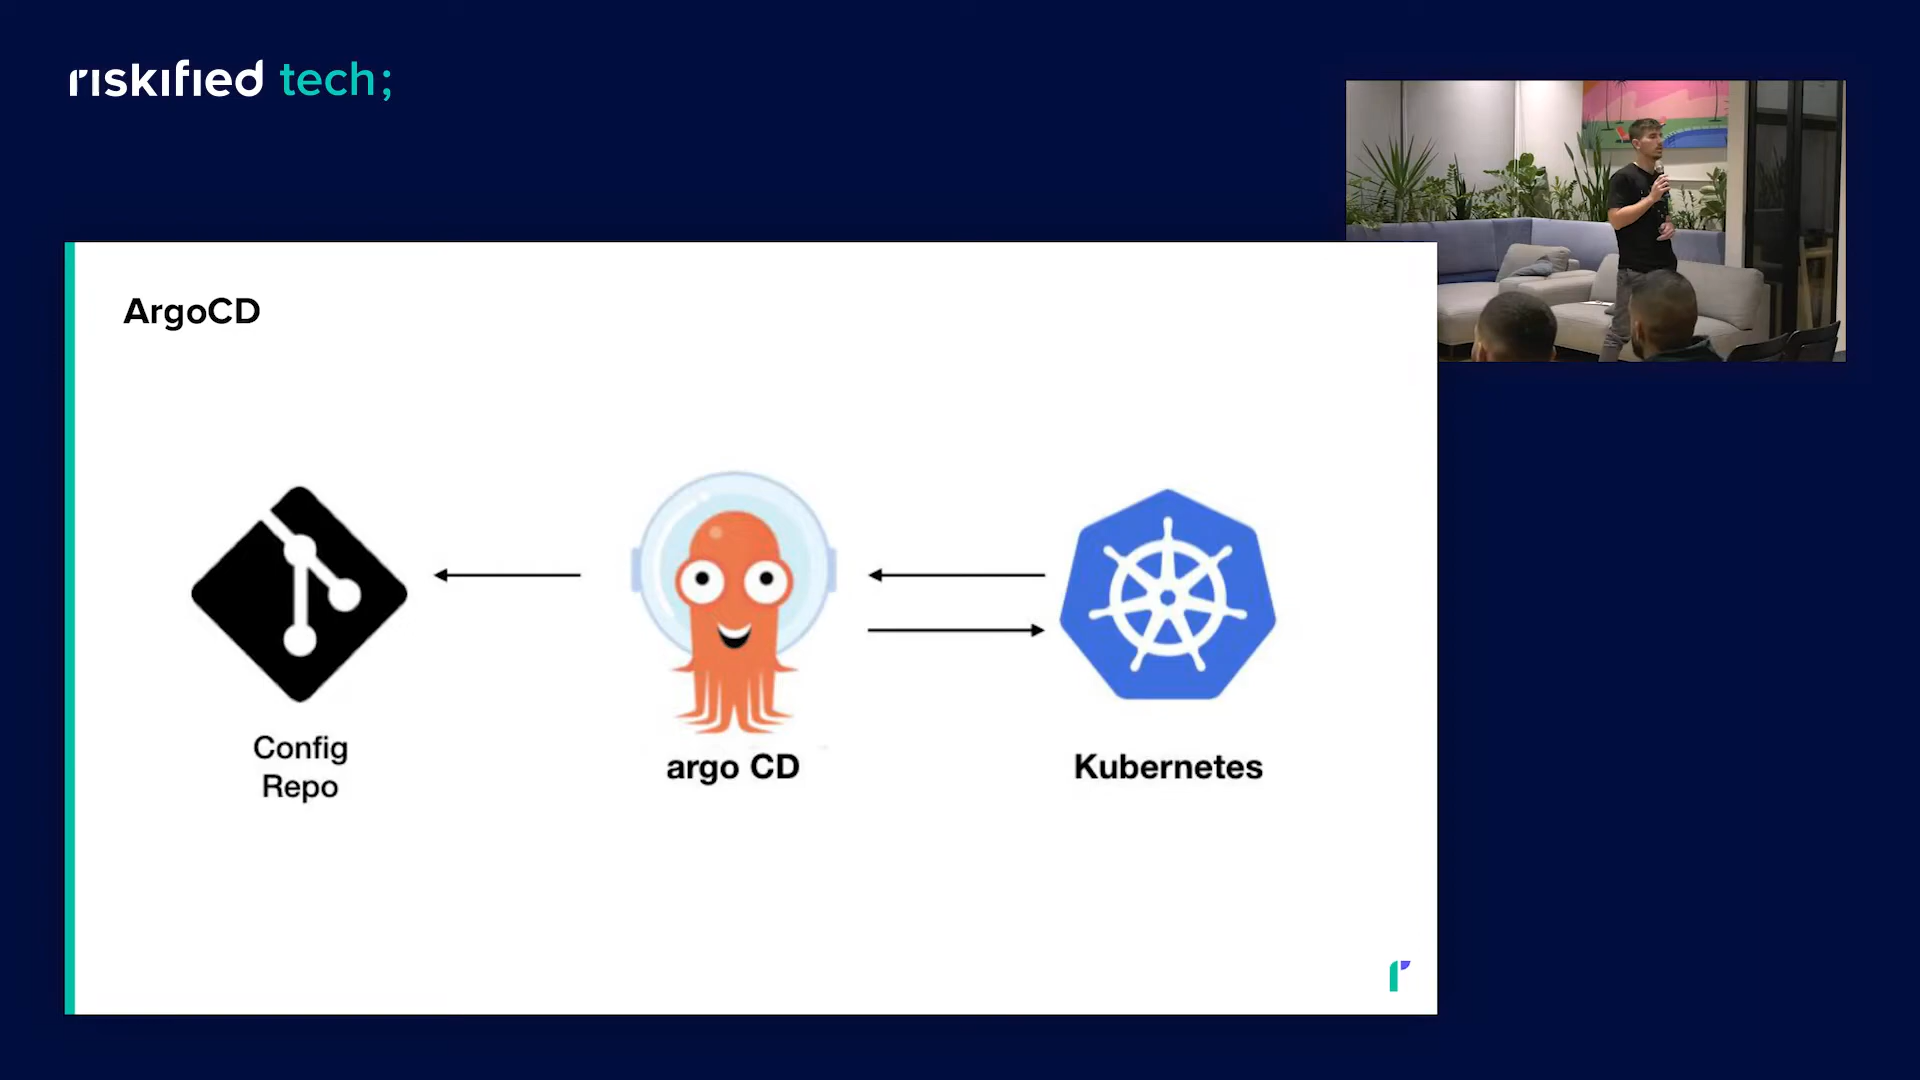 riskified tech;
ArgoCD
Config
Repo
argo CD
Kubernetes